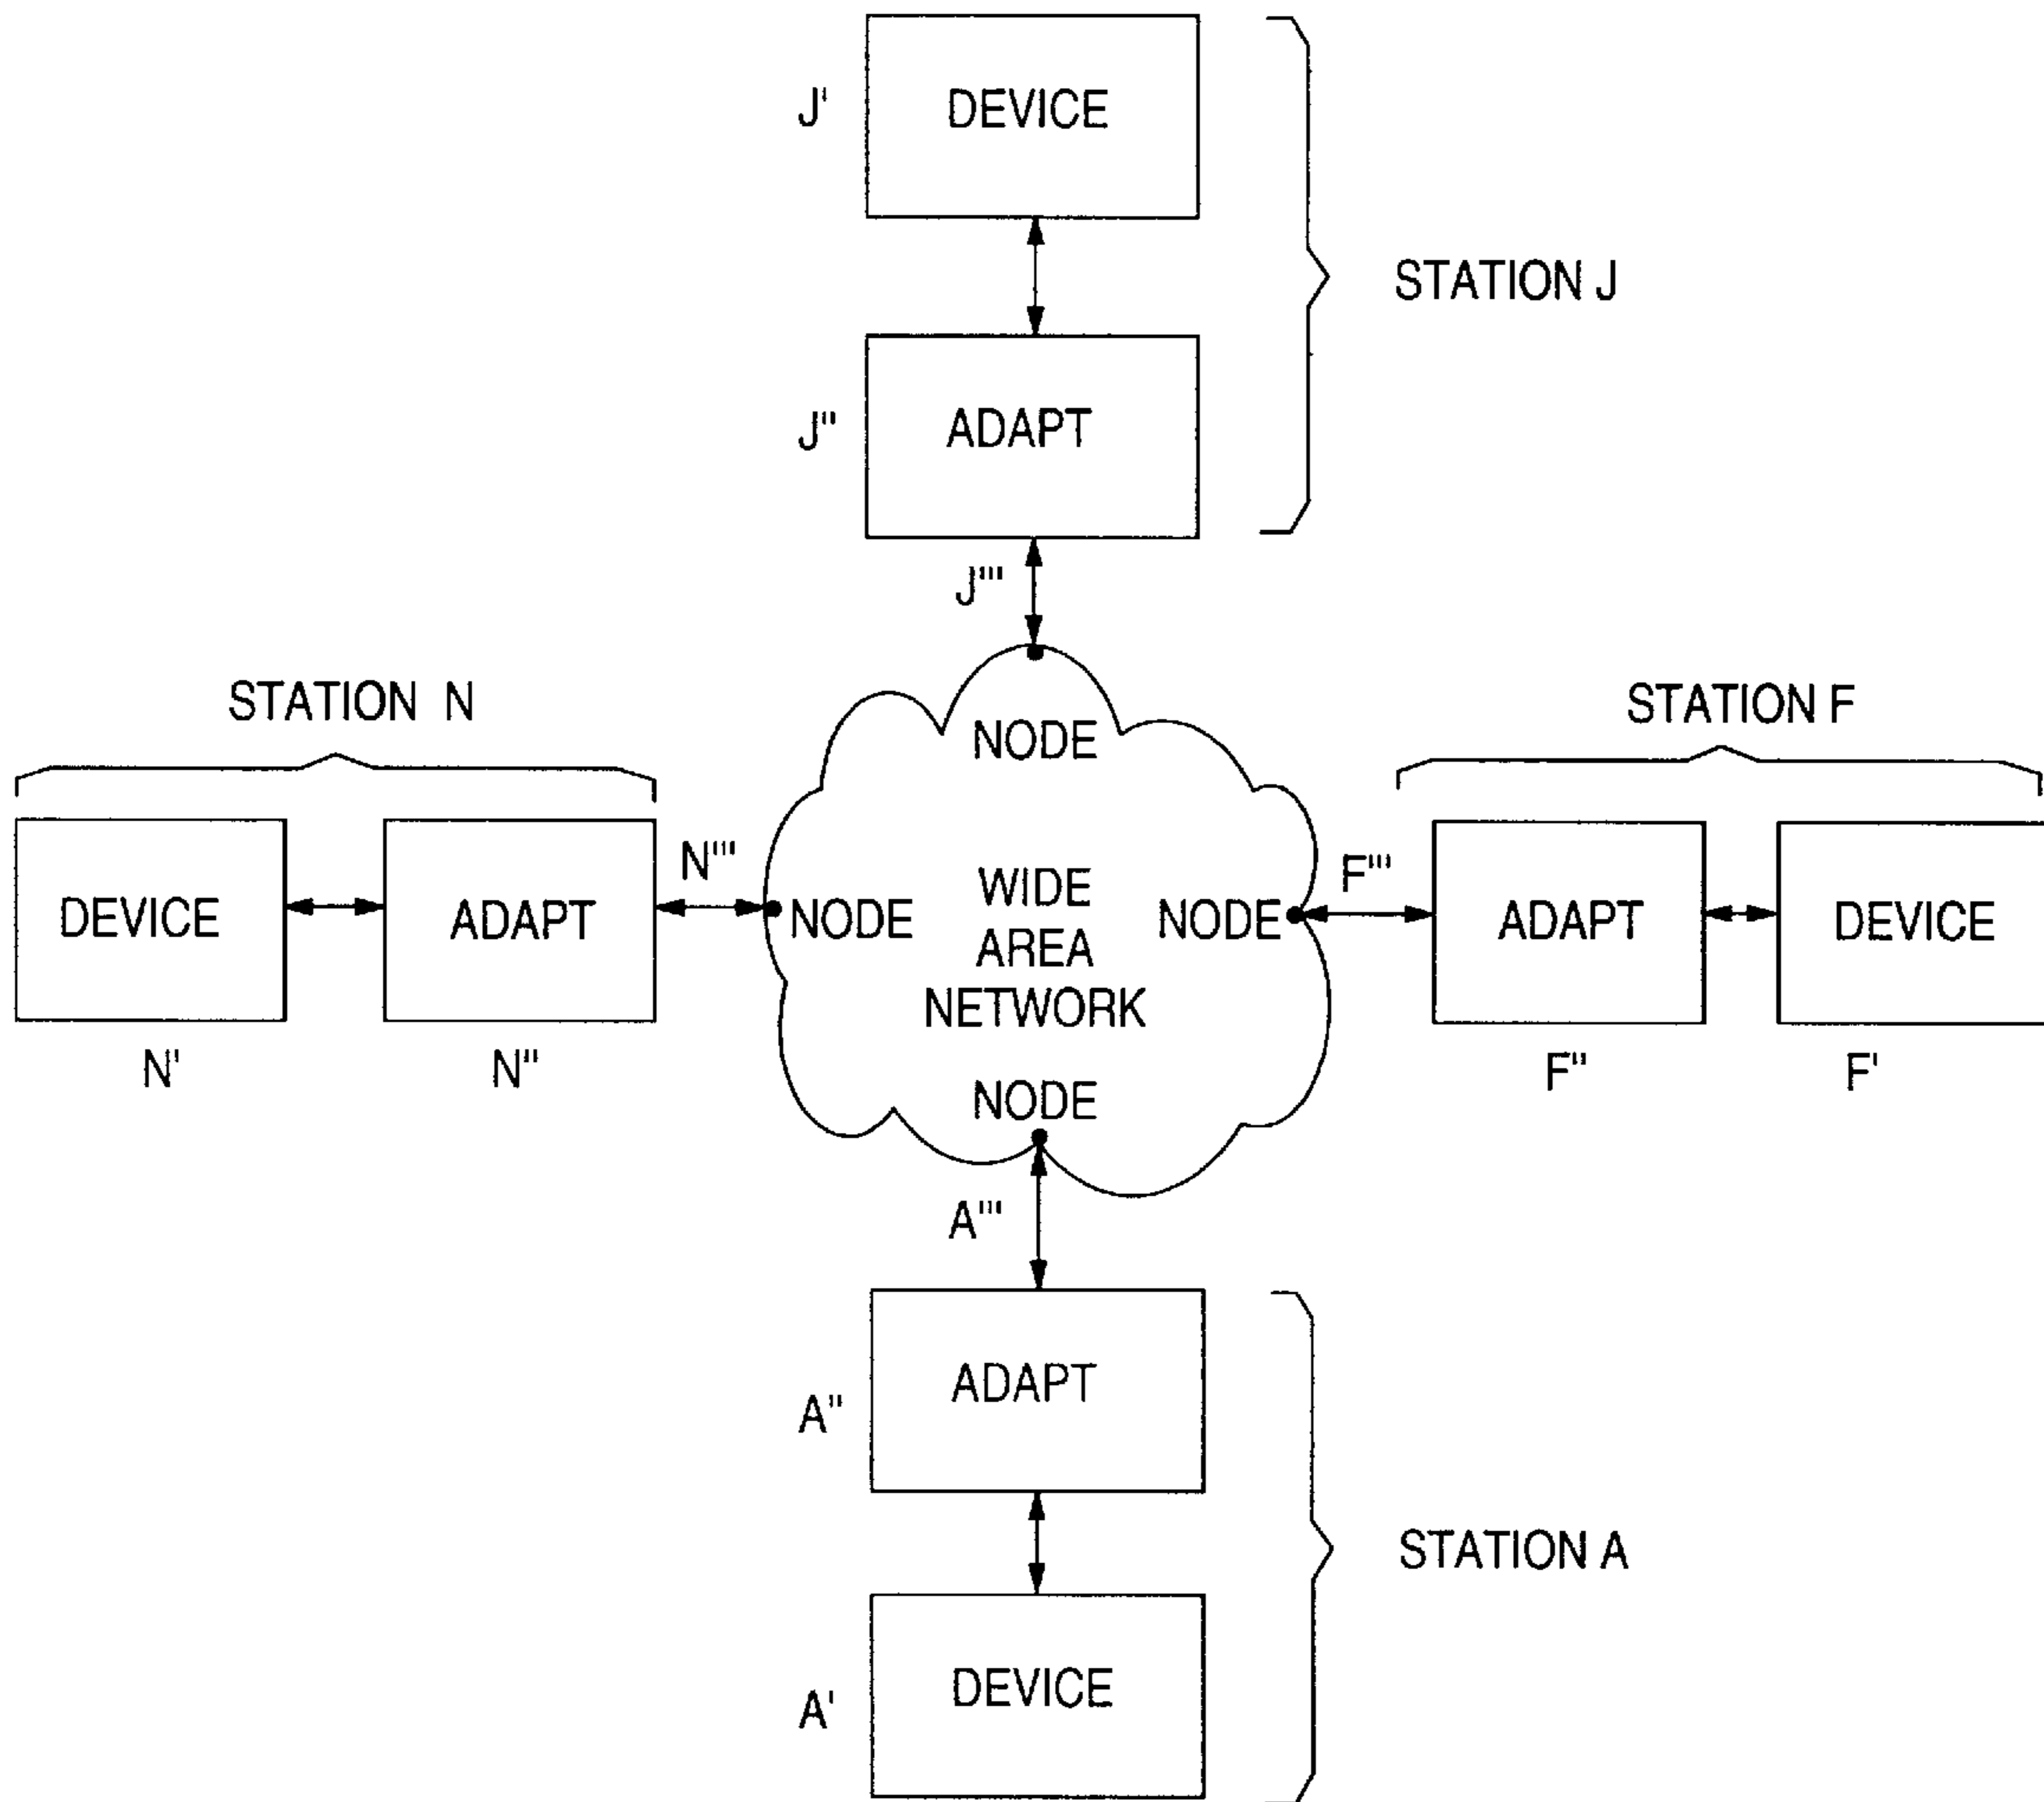 J'
DEVICE
STATION J
J"
ADAPT
J'''
STATION N
STATION F
NODE
N'''
F'''
DEVICE
ADAPT
NODE
WIDE
AREA
NETWORK
NODE
ADAPT
DEVICE
N'
N"
F"
F'
NODE
A'''
ADAPT
A"
STATION A
DEVICE
A'